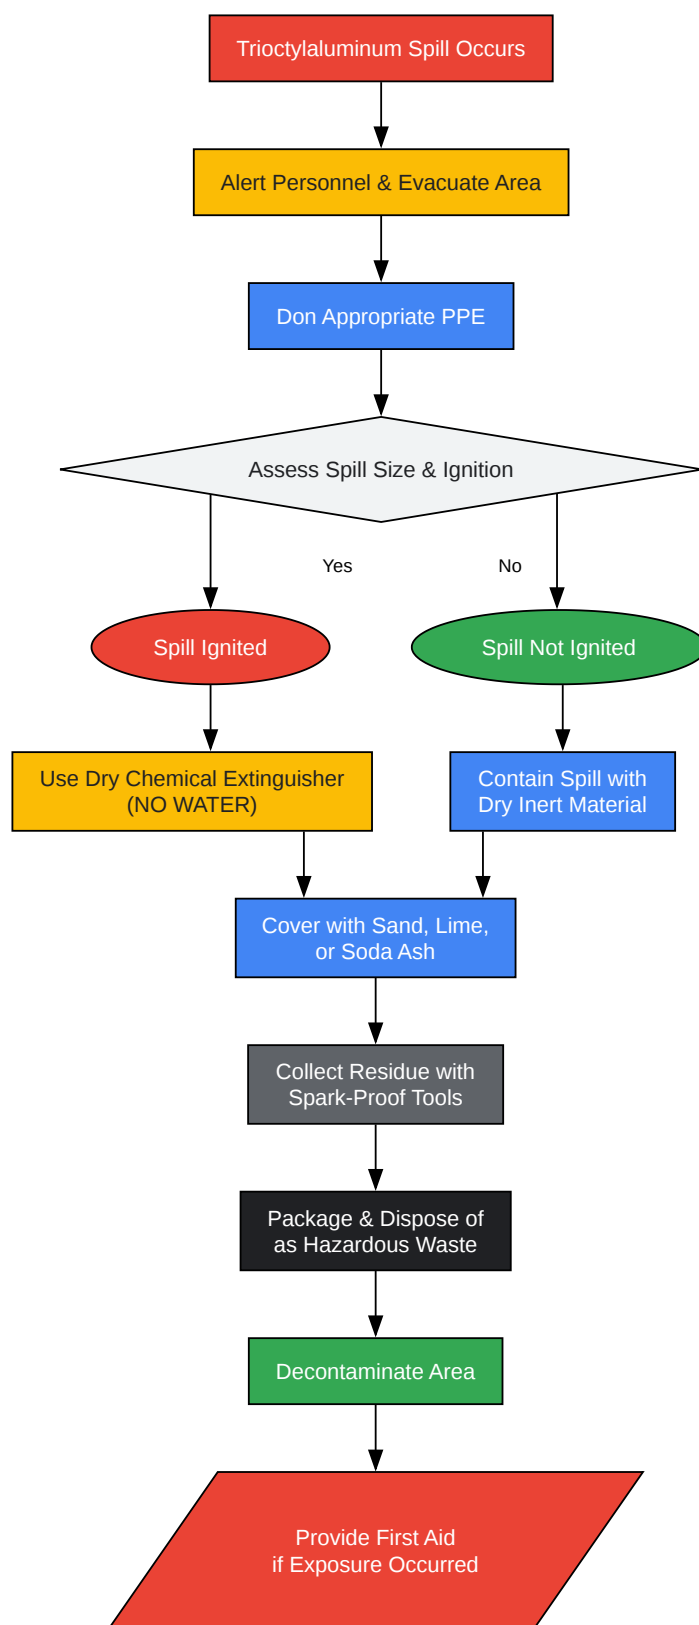 Trioctylaluminum Spill Occurs
Alert Personnel & Evacuate Area
Don Appropriate PPE
Assess Spill Size & Ignition
Yes
No
Spill Ignited
Spill Not Ignited
Use Dry Chemical Extinguisher
(NO WATER)
Contain Spill with
Dry Inert Material
Cover with Sand, Lime,
or Soda Ash
Collect Residue with
Spark-Proof Tools
Package & Dispose of
as Hazardous Waste
Decontaminate Area
Provide First Aid
if Exposure Occurred